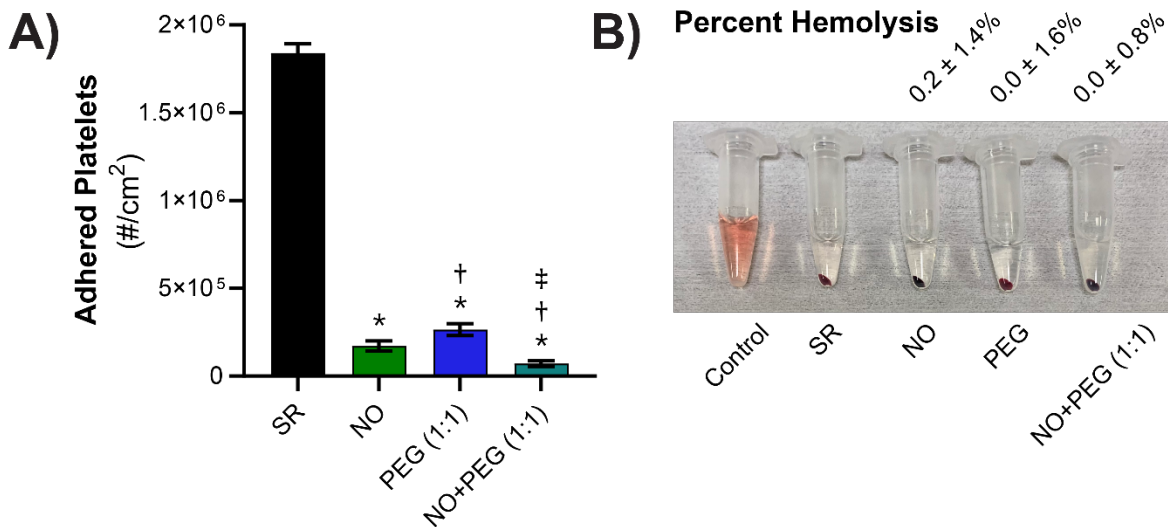 A)
Adhered Platelets
(#/cm²)
2×10⁶
1.5×10⁶
1×10⁶
5×10⁵
0
*
†
*
‡
†
*
SR
NO
PEG (1:1)
NO+PEG (1:1)
B)
Percent Hemolysis
0.2 ± 1.4%
0.0 ± 1.6%
0.0 ± 0.8%
Control
SR
NO
PEG
NO+PEG (1:1)